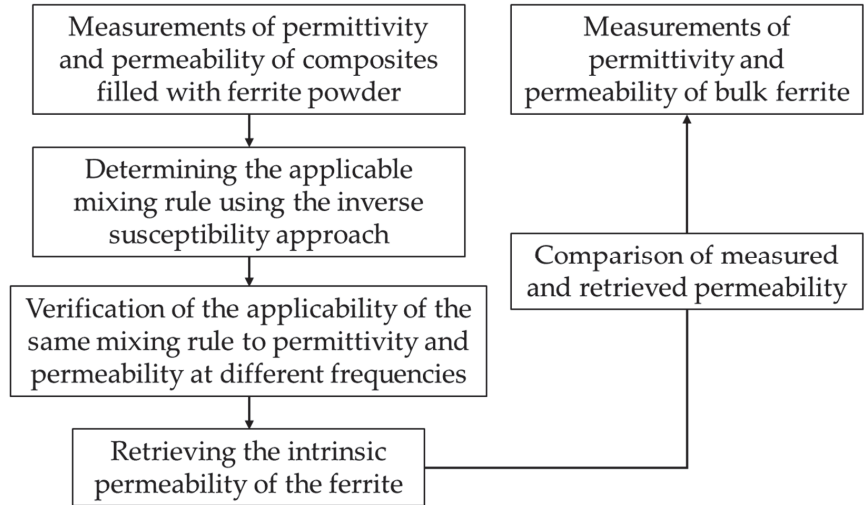 Measurements of permittivity
and permeability of composites
filled with ferrite powder
Determining the applicable
mixing rule using the inverse
susceptibility approach
Verification of the applicability of the
same mixing rule to permittivity and
permeability at different frequencies
Retrieving the intrinsic
permeability of the ferrite
Measurements of
permittivity and
permeability of bulk ferrite
Comparison of measured
and retrieved permeability